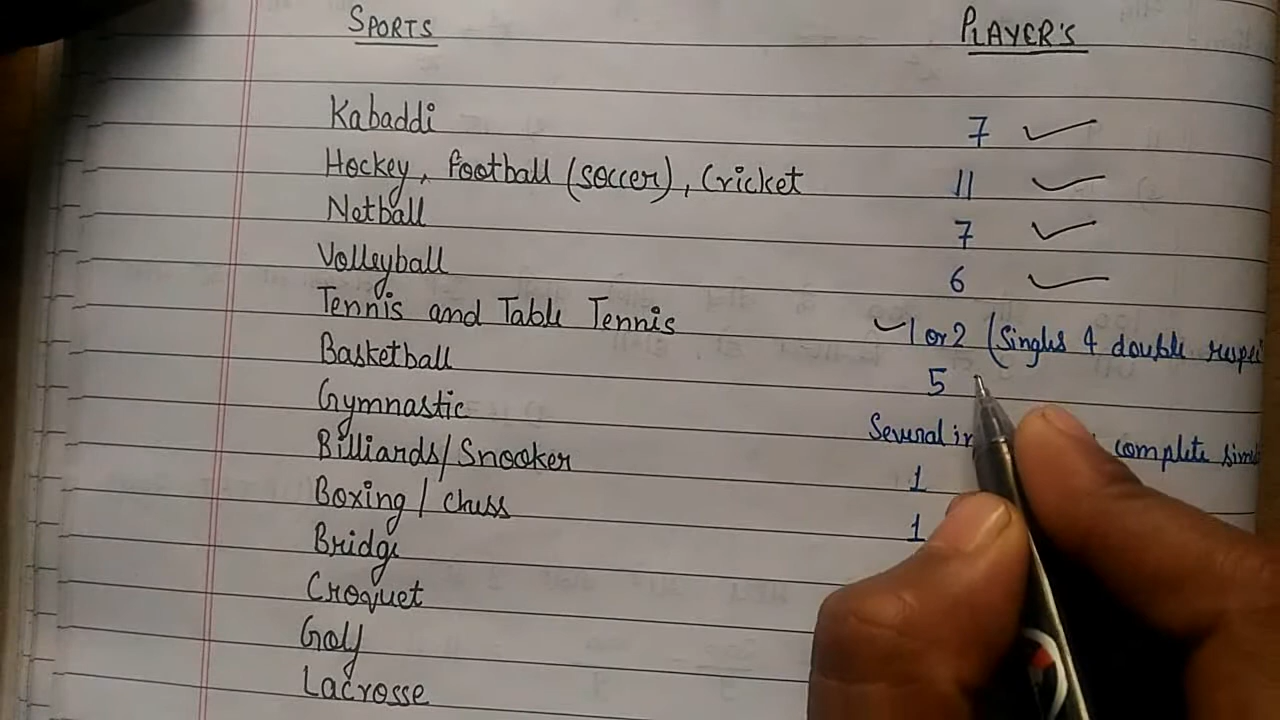 SPORTS PLAYER'S
Kabaddi 7
Hockey, Football (soccer), Cricket 11
Netball 7
Volleyball 6
Tennis and Table Tennis 1 or 2 (Singles & double
Basketball 5
Gymnastic Several complete
Billiards/Snooker 1
Boxing / Chess 1
Bridge
Croquet
Golf
Lacrosse